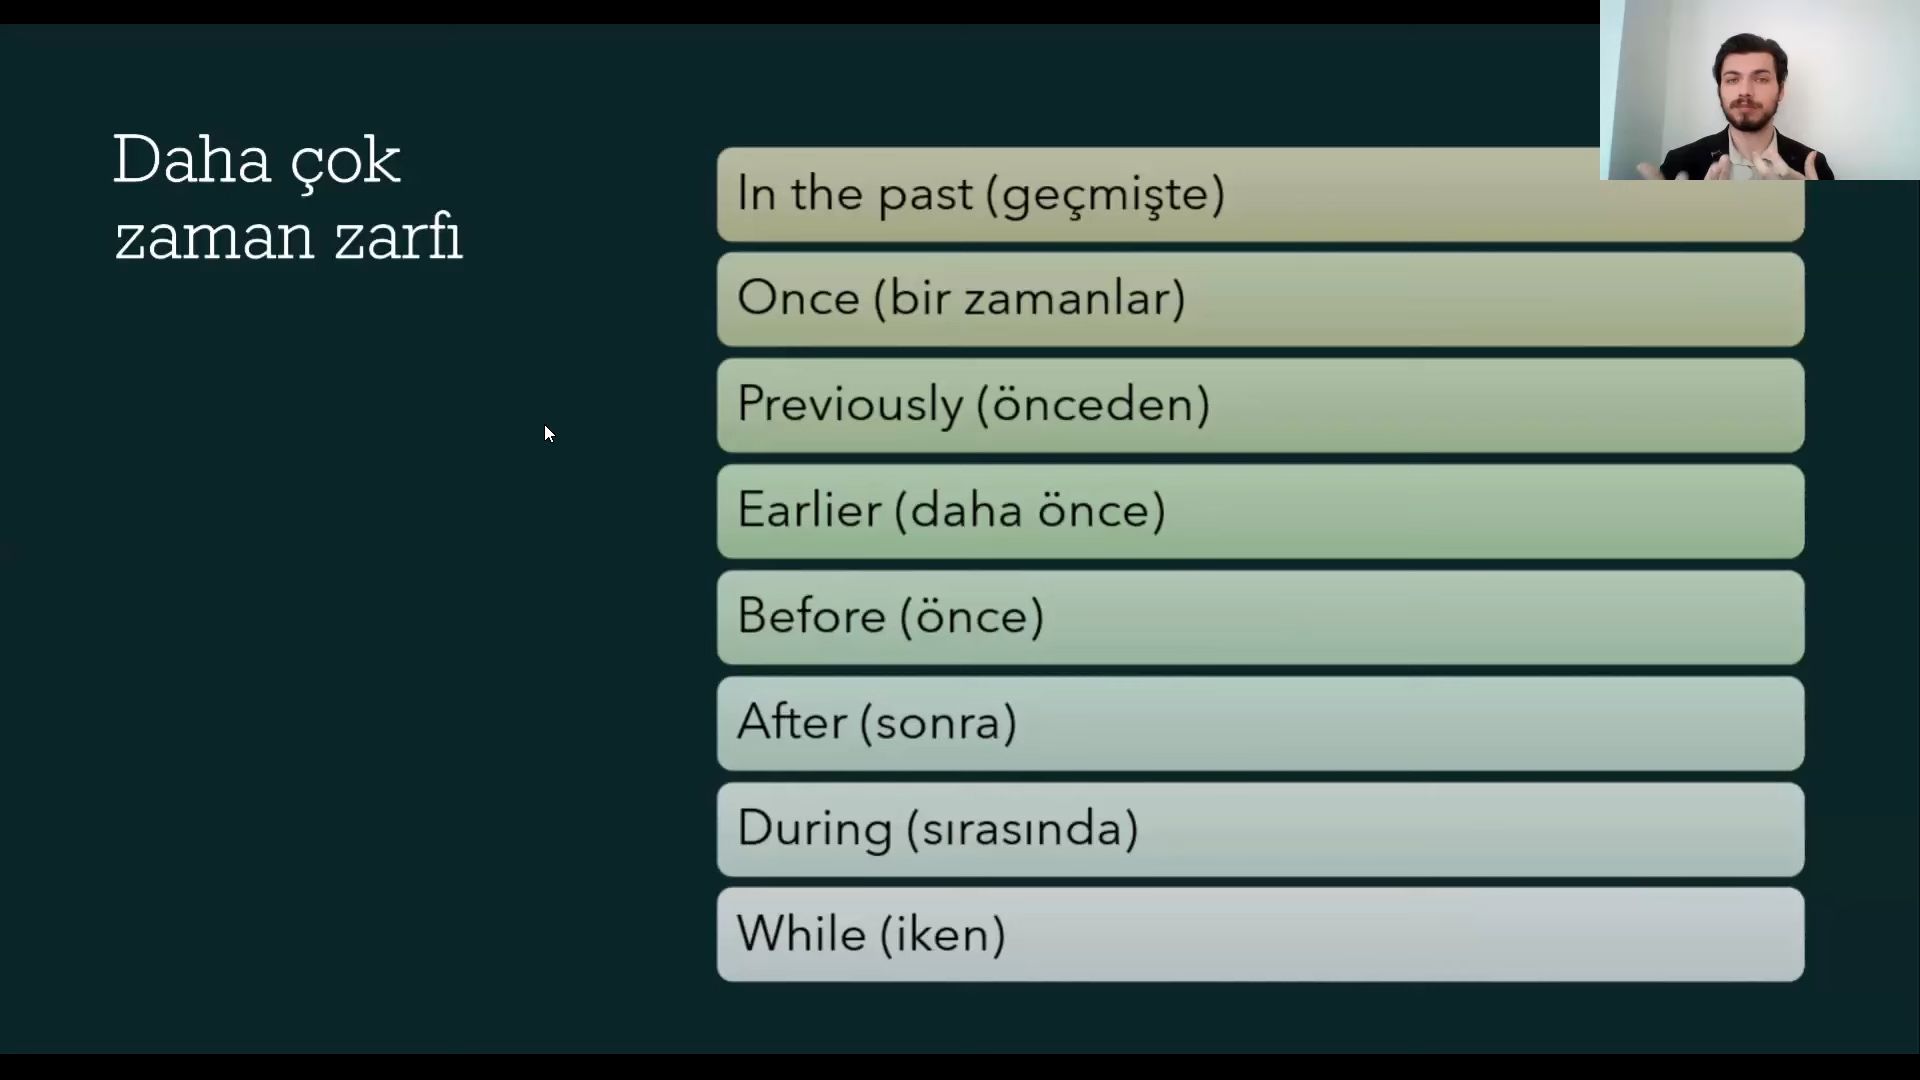 Daha çok
zaman zarfı
In the past (geçmişte)
Once (bir zamanlar)
Previously (önceden)
Earlier (daha önce)
Before (önce)
After (sonra)
During (sırasında)
While (iken)